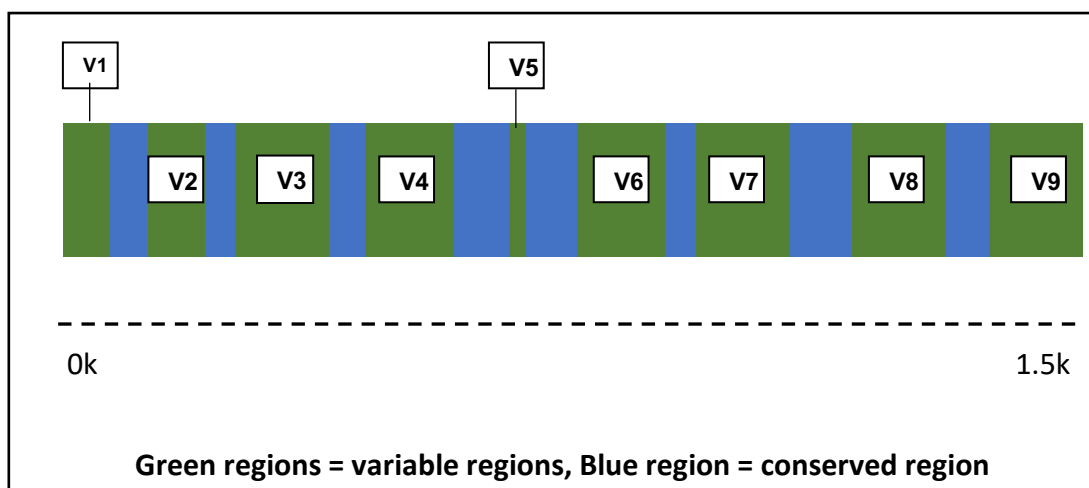 V1
V5
V2
V3
V4
V6
V7
V8
V9
0k
1.5k
Green regions = variable regions, Blue region = conserved region